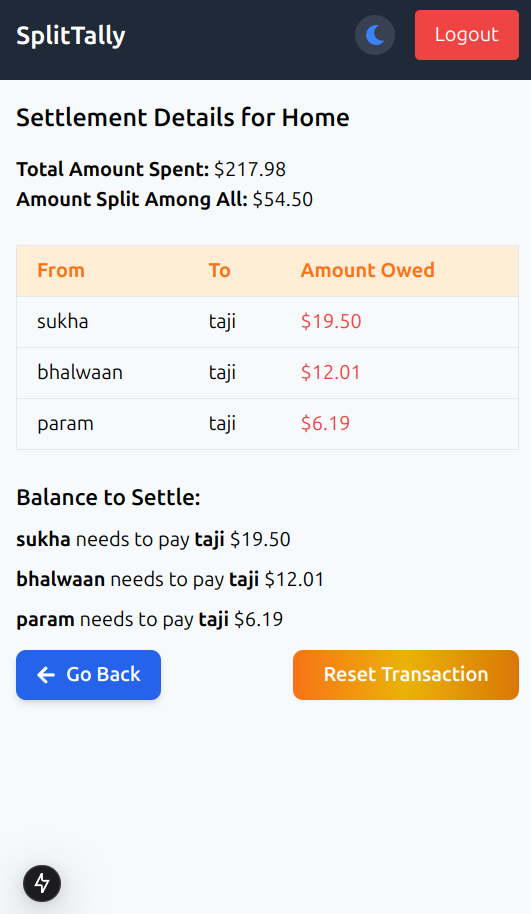 SplitTally
Logout
Settlement Details for Home
Total Amount Spent: $217.98
Amount Split Among All: $54.50
From To Amount Owed
sukha taji $19.50
bhalwaan taji $12.01
param taji $6.19
Balance to Settle:
sukha needs to pay taji $19.50
bhalwaan needs to pay taji $12.01
param needs to pay taji $6.19
Go Back
Reset Transaction